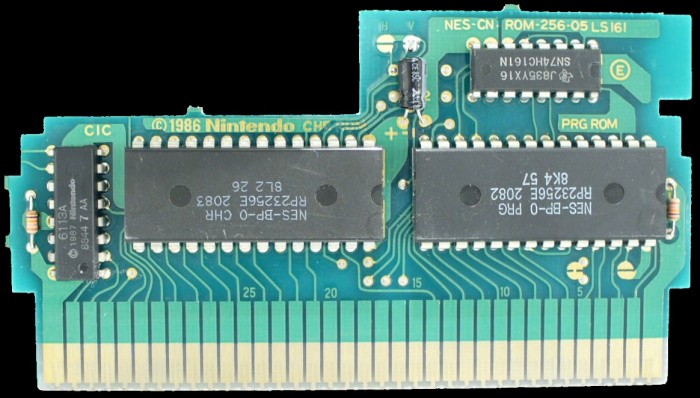 H V
NES-CN-ROM-256-05 LS161
J835YX16
SN74HC161N
E
2
© 1986 Nintendo CHR
+ -
PRG ROM
CIC
6113A
© 1987 Nintendo
8844 7 AA
NES-BP-0 CHR
RP23256E 2083
8L2 26
NES-BP-0 PRG
RP23256E 2082
8K4 57
H
25
20
15
10
5